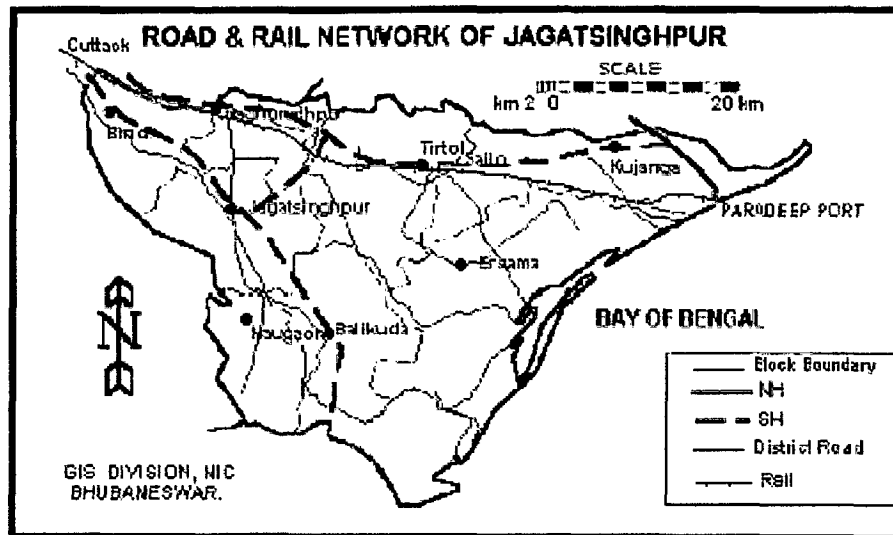 ROAD & RAIL NETWORK OF JAGATSINGHPUR
Cuttack
SCALE
km 2 0 20 km
Tirtol
Kujanga
Jagatsinghpur
PARADEEP PORT
Ersama
Naugaon
Balikuda
BAY OF BENGAL
N
Block Boundary
NH
SH
District Road
Rail
GIS DIVISION, NIC
BHUBANESWAR.